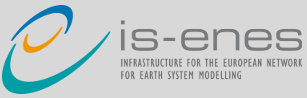 is-enes
INFRASTRUCTURE FOR THE EUROPEAN NETWORK
FOR EARTH SYSTEM MODELLING